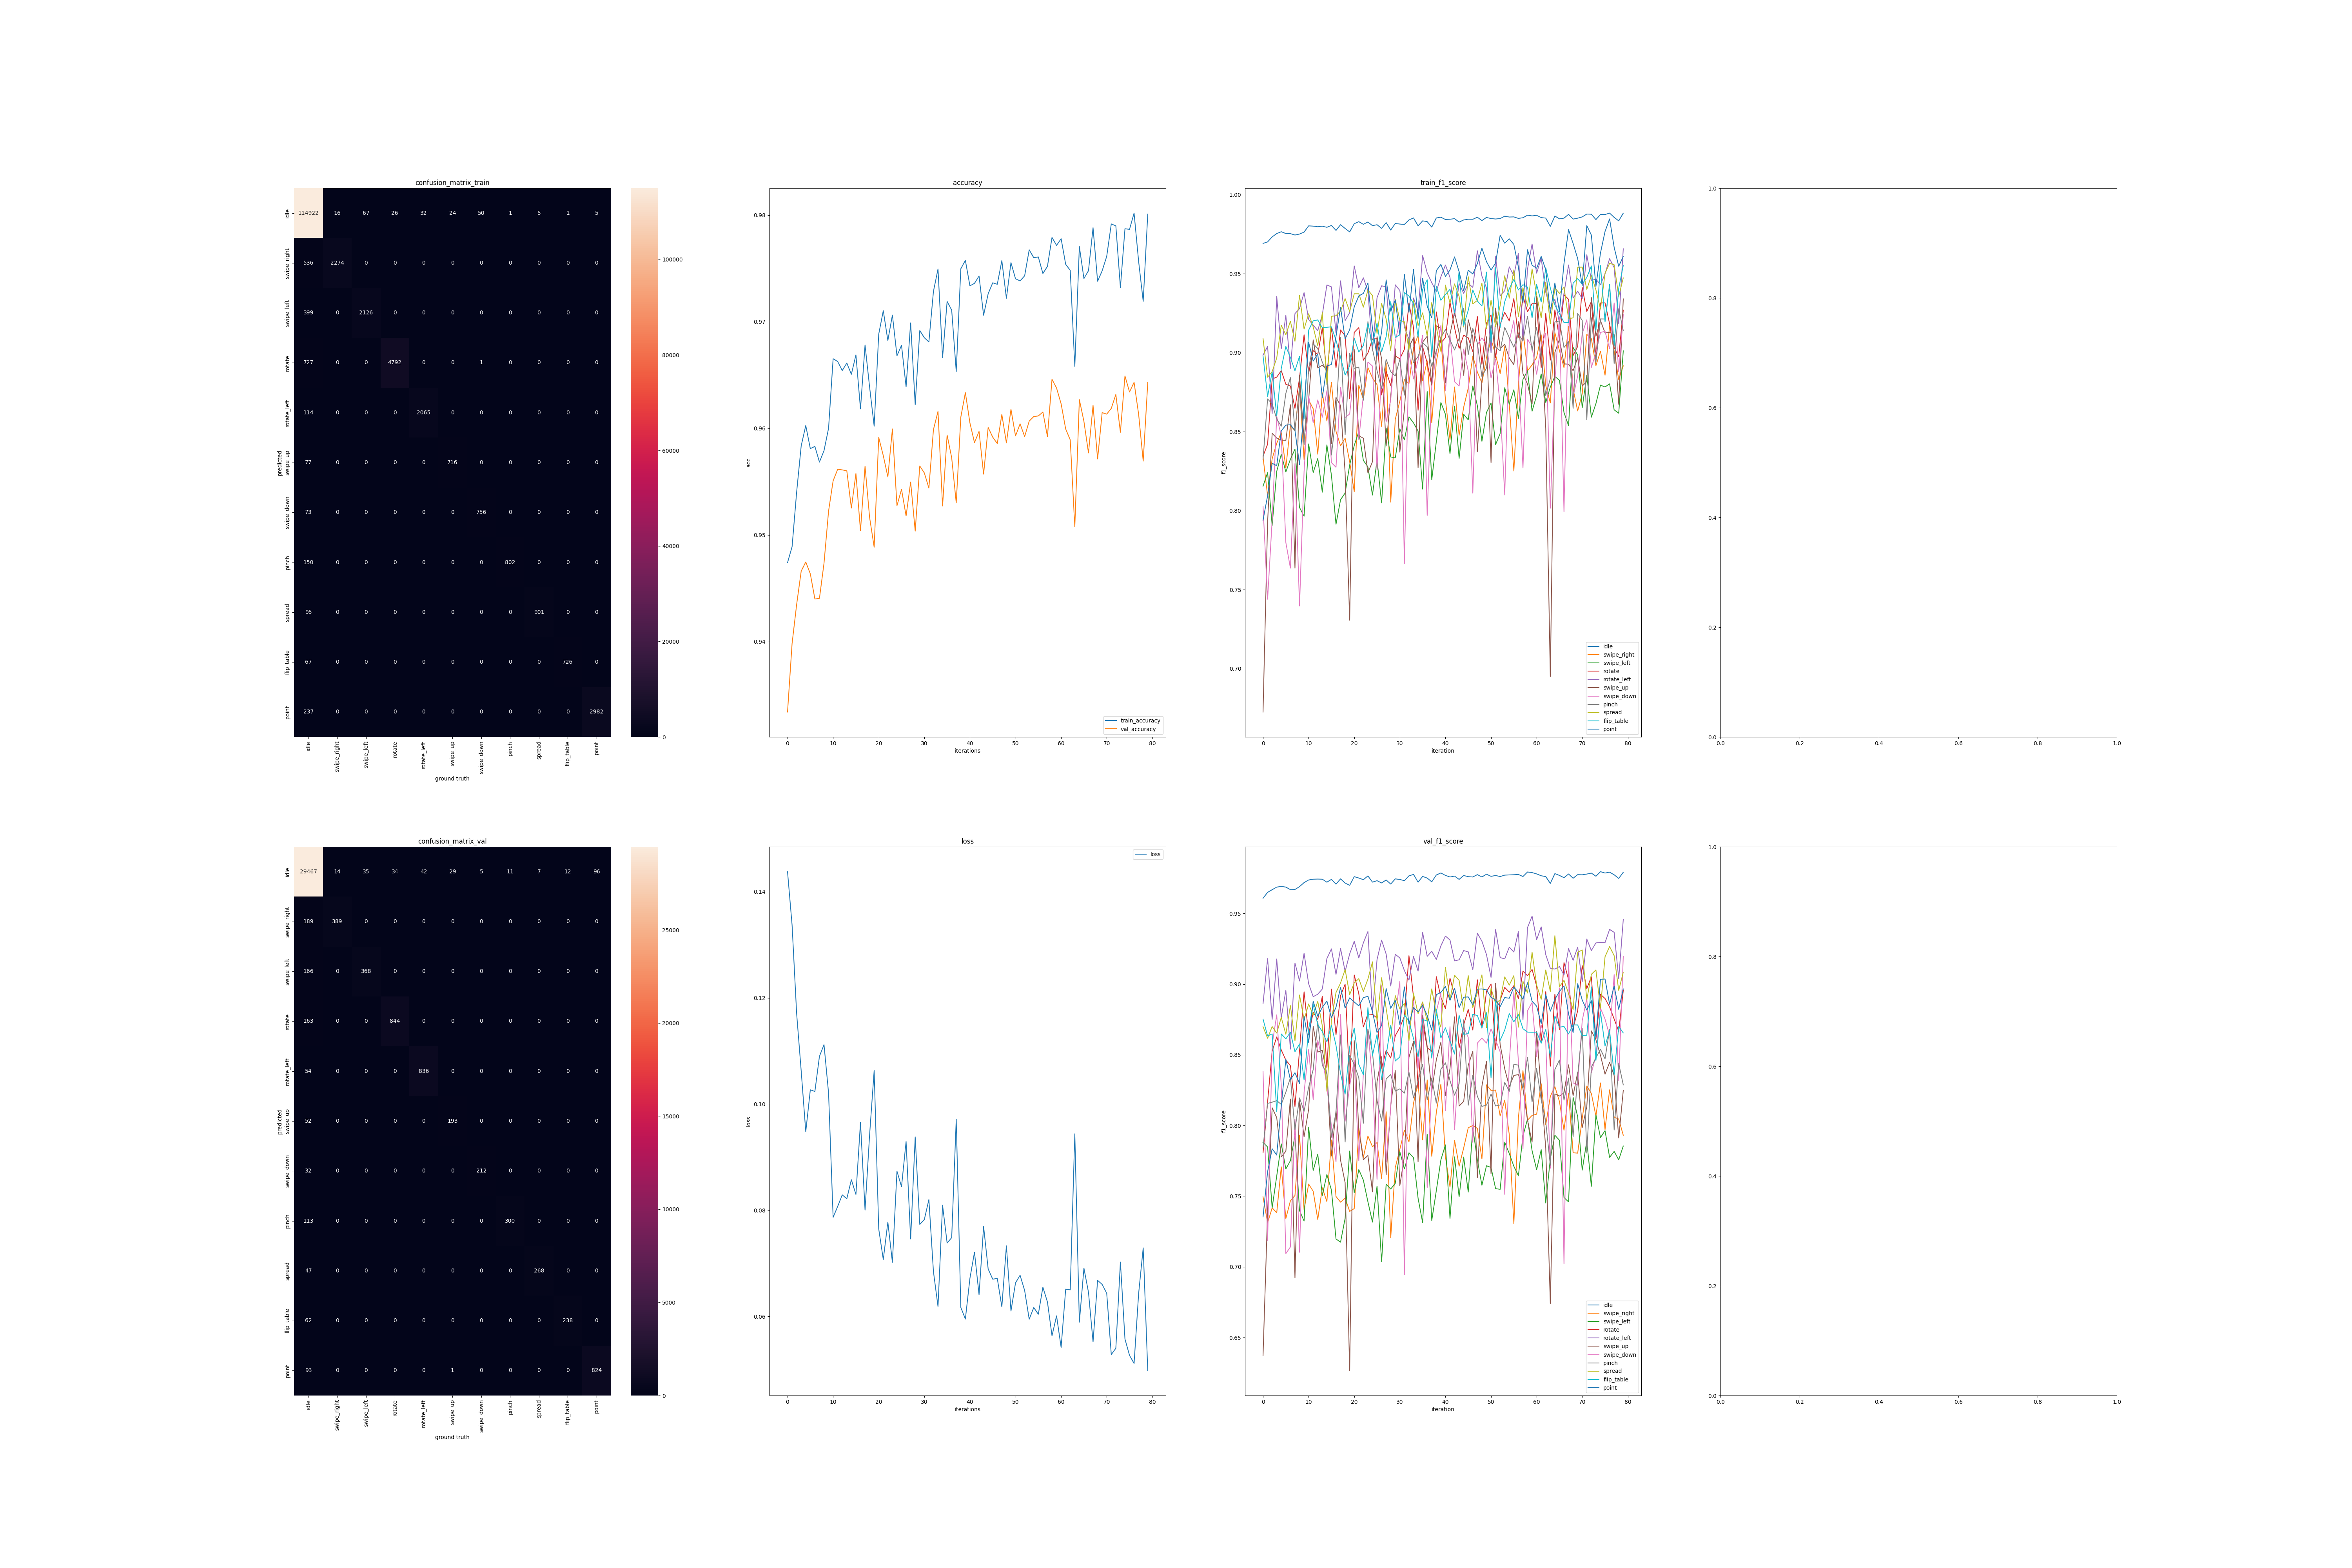 confusion_matrix_train
idle 114922 16 67 26 32 24 50 1 5 1 5
swipe_right 536 2274 0 0 0 0 0 0 0 0 0
swipe_left 399 0 2126 0 0 0 0 0 0 0 0
rotate 727 0 0 4792 0 0 1 0 0 0 0
rotate_left 114 0 0 0 2065 0 0 0 0 0 0
swipe_up 77 0 0 0 0 716 0 0 0 0 0
swipe_down 73 0 0 0 0 0 756 0 0 0 0
pinch 150 0 0 0 0 0 0 802 0 0 0
spread 95 0 0 0 0 0 0 0 901 0 0
flip_table 67 0 0 0 0 0 0 0 0 726 0
point 237 0 0 0 0 0 0 0 0 0 2982
idle swipe_right swipe_left rotate rotate_left swipe_up swipe_down pinch spread flip_table point
predicted
ground truth
100000
80000
60000
40000
20000
0
accuracy
0.98
0.97
0.96
0.95
0.94
acc
train_accuracy
val_accuracy
0 10 20 30 40 50 60 70 80
iterations
train_f1_score
1.00
0.95
0.90
0.85
0.80
0.75
0.70
f1_score
idle
swipe_right
swipe_left
rotate
rotate_left
swipe_up
swipe_down
pinch
spread
flip_table
point
0 10 20 30 40 50 60 70 80
iteration
1.0
0.8
0.6
0.4
0.2
0.0
0.0 0.2 0.4 0.6 0.8 1.0
confusion_matrix_val
idle 29467 14 35 34 42 29 5 11 7 12 96
swipe_right 189 389 0 0 0 0 0 0 0 0 0
swipe_left 166 0 368 0 0 0 0 0 0 0 0
rotate 163 0 0 844 0 0 0 0 0 0 0
rotate_left 54 0 0 0 836 0 0 0 0 0 0
swipe_up 52 0 0 0 0 193 0 0 0 0 0
swipe_down 32 0 0 0 0 0 212 0 0 0 0
pinch 113 0 0 0 0 0 0 300 0 0 0
spread 47 0 0 0 0 0 0 0 268 0 0
flip_table 62 0 0 0 0 0 0 0 0 238 0
point 93 0 0 0 0 1 0 0 0 0 824
idle swipe_right swipe_left rotate rotate_left swipe_up swipe_down pinch spread flip_table point
predicted
ground truth
25000
20000
15000
10000
5000
0
loss
loss
0.14
0.12
0.10
0.08
0.06
loss
0 10 20 30 40 50 60 70 80
iterations
val_f1_score
0.95
0.90
0.85
0.80
0.75
0.70
0.65
f1_score
idle
swipe_right
swipe_left
rotate
rotate_left
swipe_up
swipe_down
pinch
spread
flip_table
point
0 10 20 30 40 50 60 70 80
iteration
1.0
0.8
0.6
0.4
0.2
0.0
0.0 0.2 0.4 0.6 0.8 1.0